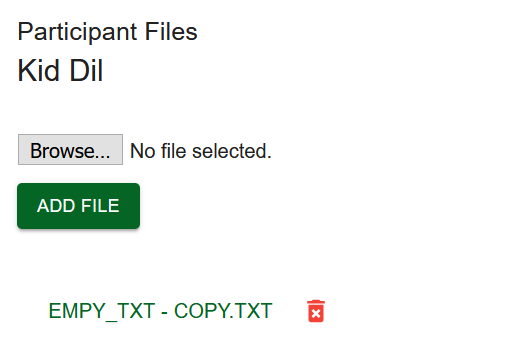 Participant Files
Kid Dil
Browse... No file selected.
ADD FILE
EMPY_TXT - COPY.TXT